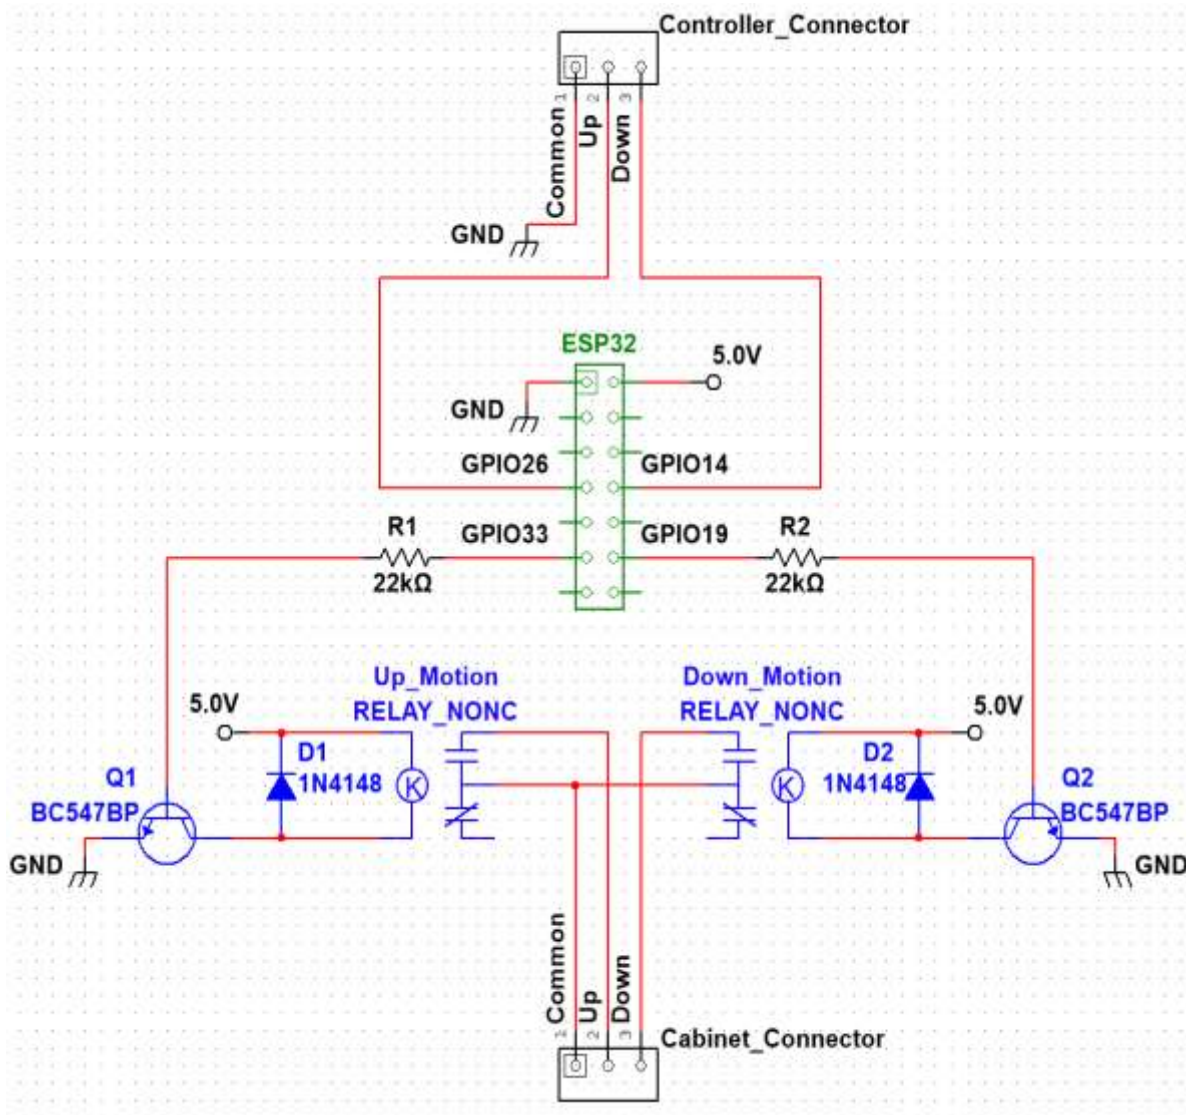 Controller_Connector
1 2 3
Common
Up
Down
GND
ESP32
5.0V
GND
GPIO26
GPIO14
R1
GPIO33
GPIO19
R2
22kΩ
22kΩ
Up_Motion
Down_Motion
5.0V
RELAY_NONC
RELAY_NONC
5.0V
D1
D2
Q1
1N4148
K
K
1N4148
Q2
BC547BP
BC547BP
GND
GND
Common
Up
Down
1 2 3
Cabinet_Connector